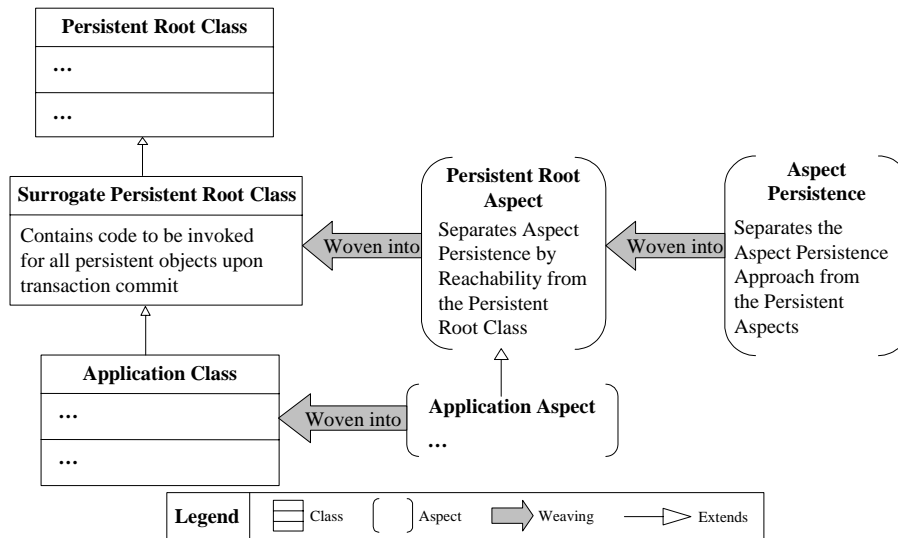 Persistent Root Class
...
...
Surrogate Persistent Root Class
Contains code to be invoked
for all persistent objects upon
transaction commit
Woven into
Persistent Root
Aspect
Separates Aspect
Persistence by
Reachability from
the Persistent
Root Class
Woven into
Aspect
Persistence
Separates the
Aspect Persistence
Approach from
the Persistent
Aspects
Application Class
...
...
Woven into
Application Aspect
...
Legend
Class
Aspect
Weaving
Extends